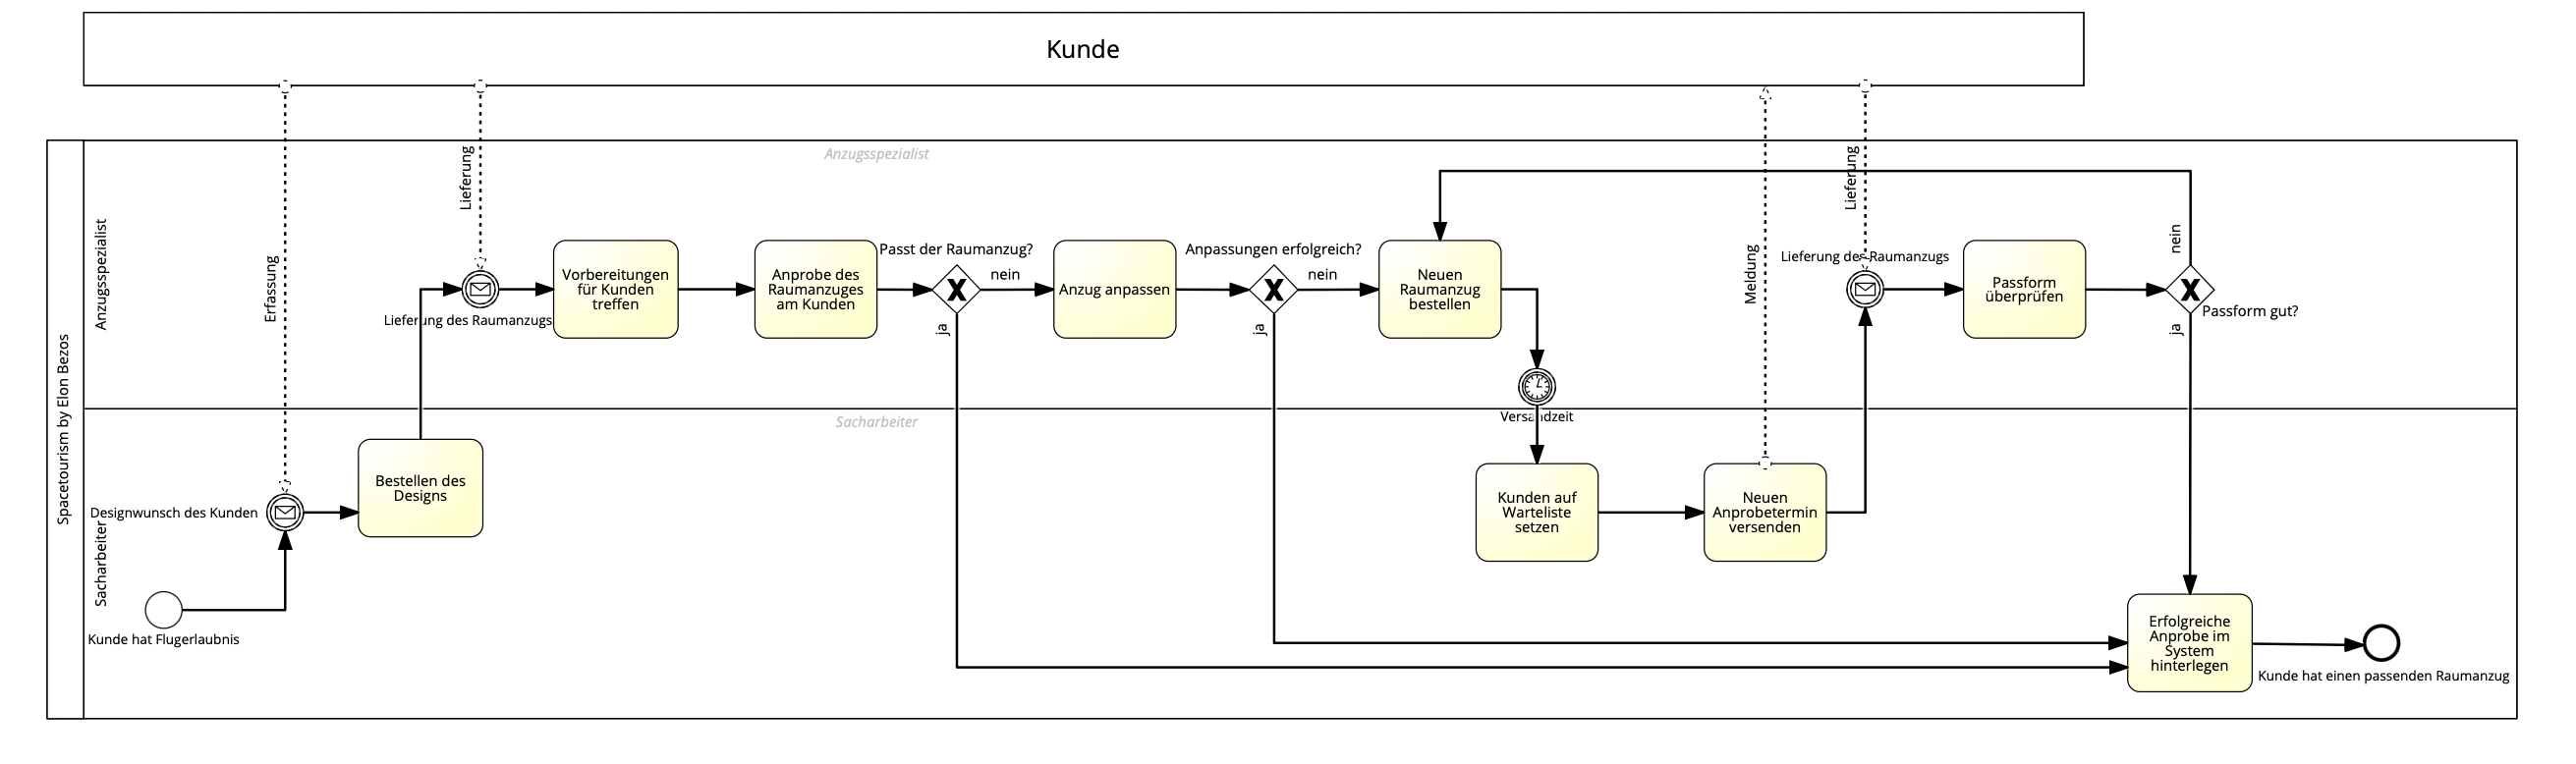 Kunde
Spacetourism by Elon Bezos
Anzugsspezialist
Anzugsspezialist
Erfassung
Lieferung
Lieferung des Raumanzugs
Vorbereitungen
für Kunden
treffen
Anprobe des
Raumanzuges
am Kunden
Passt der Raumanzug?
nein
ja
Anzug anpassen
Anpassungen erfolgreich?
nein
ja
Neuen
Raumanzug
bestellen
Versandzeit
Meldung
Lieferung
Lieferung des Raumanzugs
Passform
überprüfen
nein
Passform gut?
ja
Sacharbeiter
Sacharbeiter
Kunde hat Flugerlaubnis
Designwunsch des Kunden
Bestellen des
Designs
Kunden auf
Warteliste
setzen
Neuen
Anprobetermin
versenden
Erfolgreiche
Anprobe im
System
hinterlegen
Kunde hat einen passenden Raumanzug